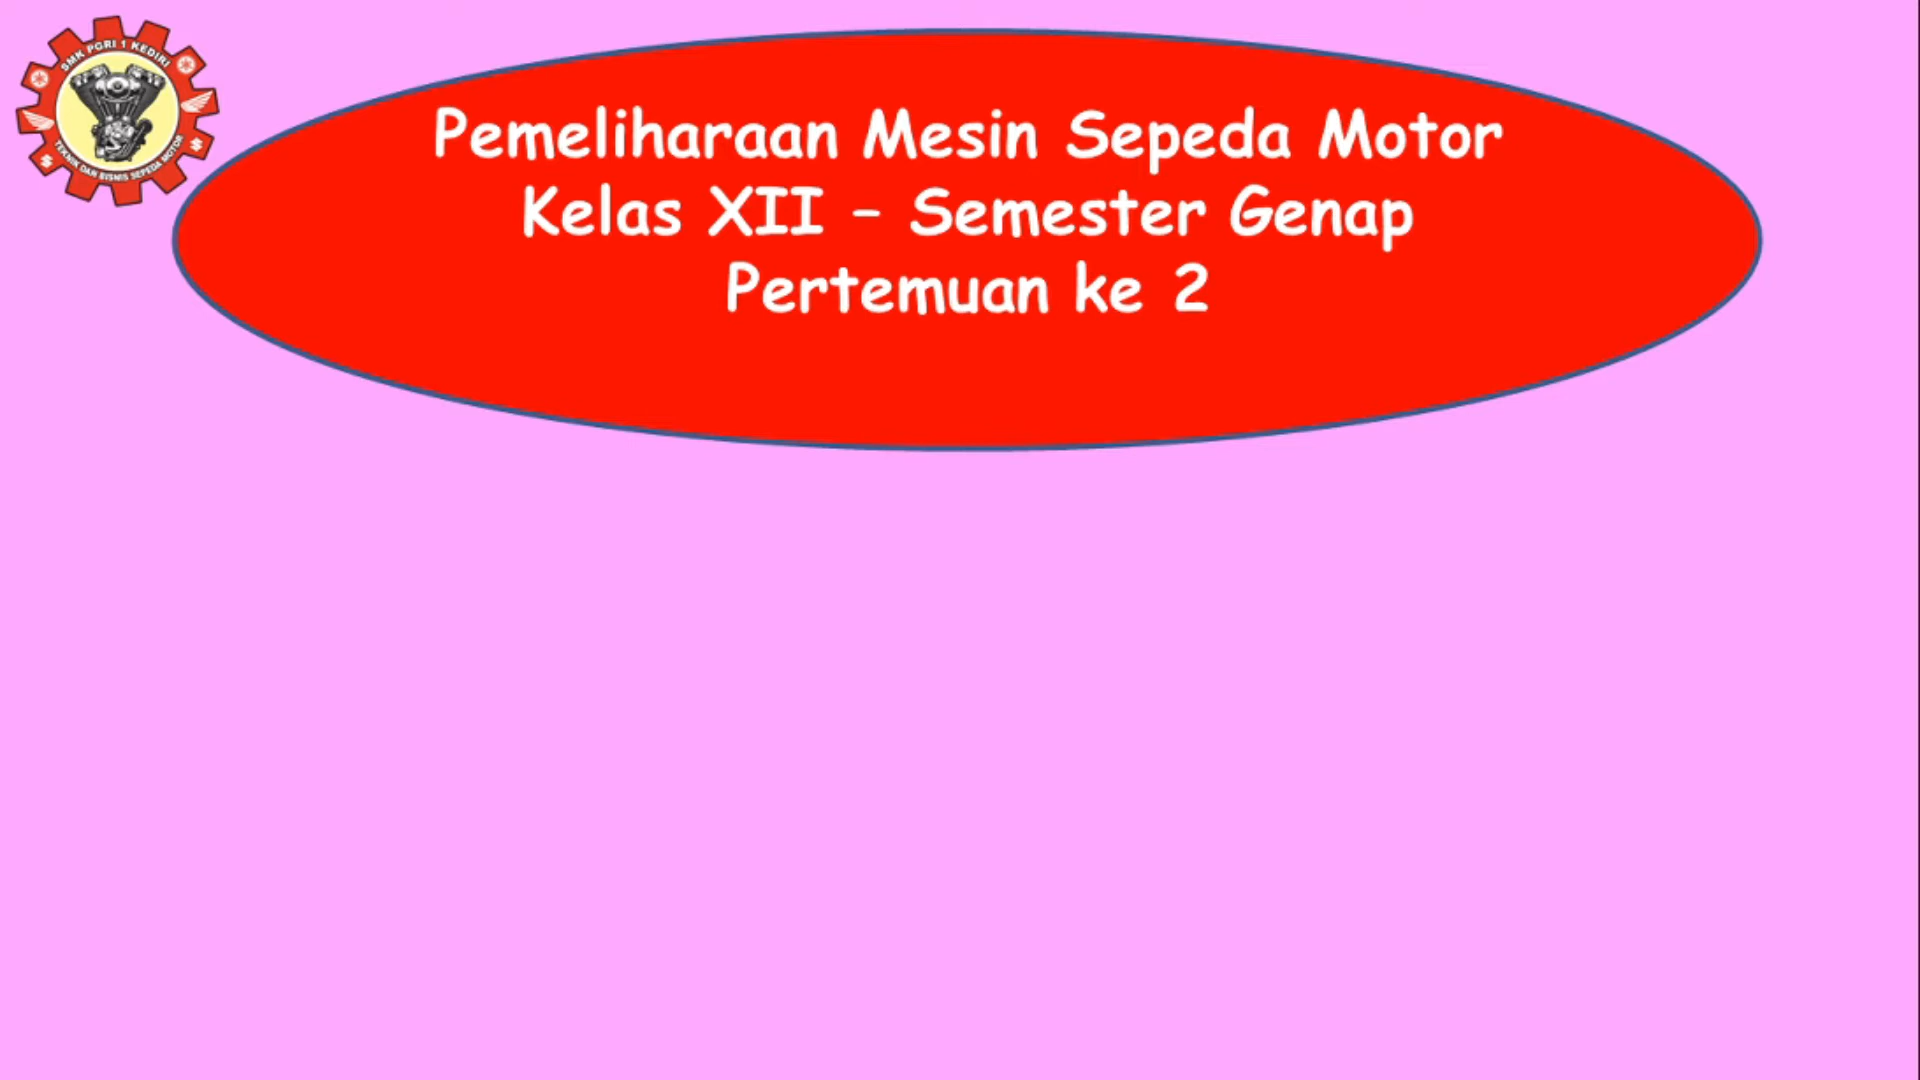 SMK PGRI 1 KEDIRI
TEKNIK DAN BISNIS SEPEDA MOTOR
Pemeliharaan Mesin Sepeda Motor
Kelas XII – Semester Genap
Pertemuan ke 2